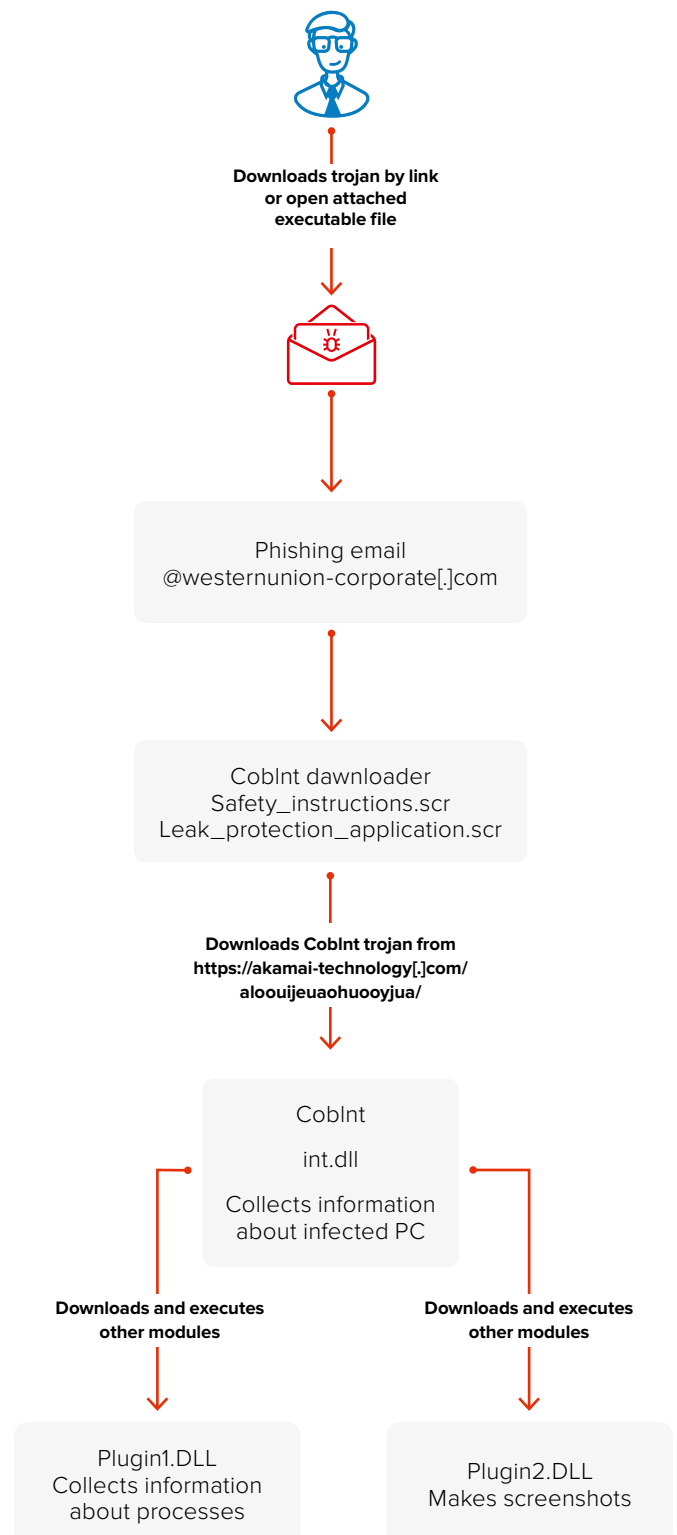 Downloads trojan by link
or open attached
executable file
Phishing email
@westernunion-corporate[.]com
CobInt dawnloader
Safety_instructions.scr
Leak_protection_application.scr
Downloads CobInt trojan from
https://akamai-technology[.]com/
aloouijeuaohuooyjua/
CobInt
int.dll
Collects information
about infected PC
Downloads and executes
other modules
Downloads and executes
other modules
Plugin1.DLL
Collects information
about processes
Plugin2.DLL
Makes screenshots